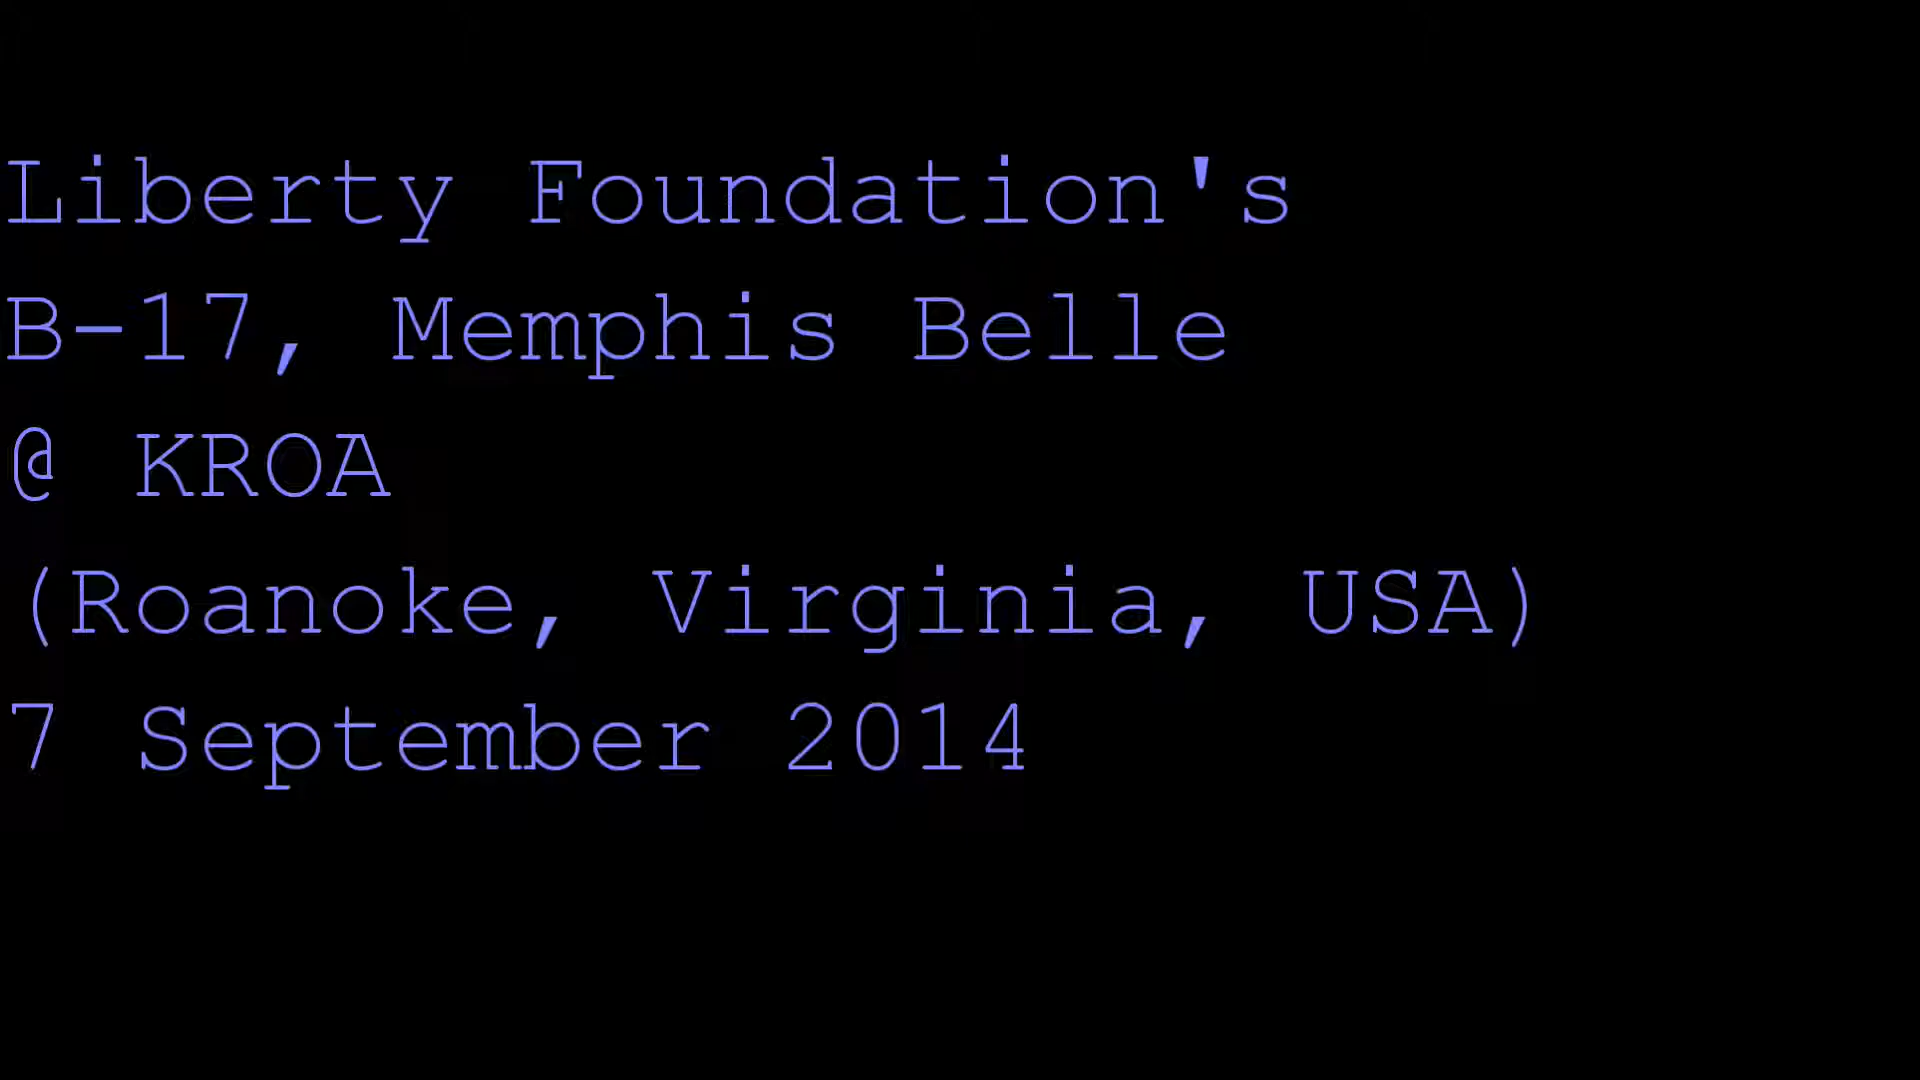 Liberty Foundation's
B-17, Memphis Belle
@ KROA
(Roanoke, Virginia, USA)
7 September 2014